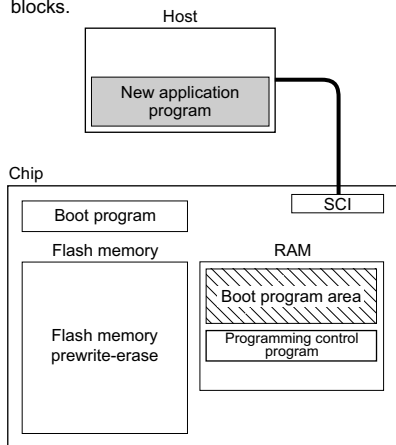 blocks.
Host
New application
program
Chip
SCI
Boot program
Flash memory
RAM
Boot program area
Flash memory
prewrite-erase
Programming control
program